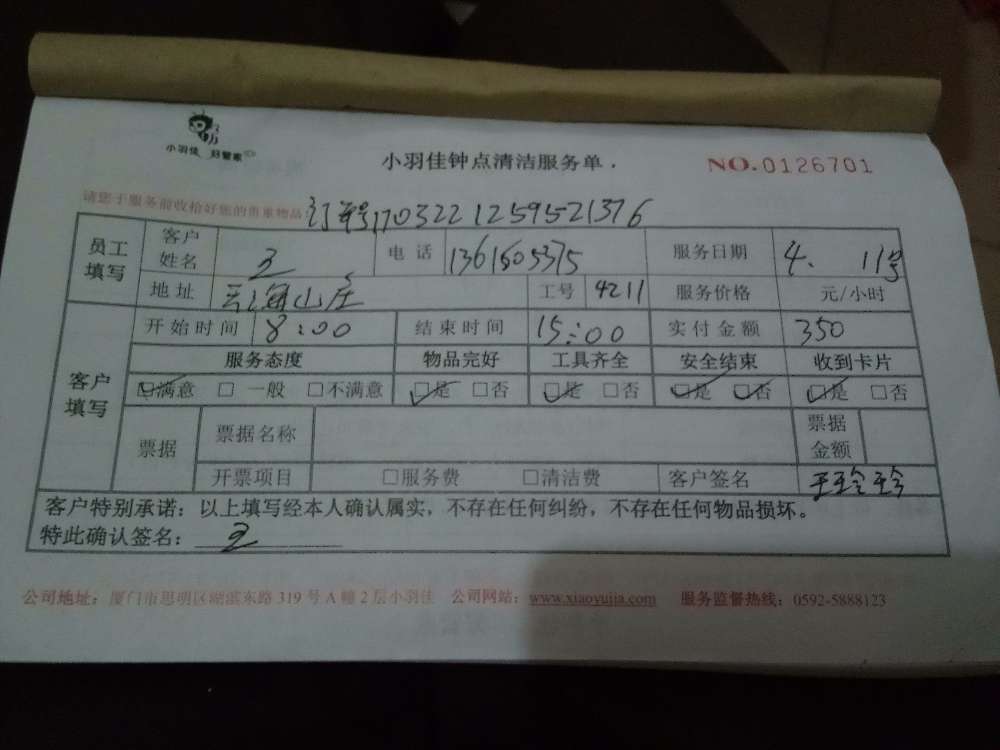 小羽佳 好管家
小羽佳钟点清洁服务单.
NO.0126701
请您于服务前收拾好您的贵重物品: 订单号1703221259521376
员工填写 客户姓名 王 电话 1361605375 服务日期 4. 11号
地址 云海山庄 工号 4211 服务价格 元/小时
客户填写 开始时间 8:00 结束时间 15:00 实付金额 350
服务态度 物品完好 工具齐全 安全结束 收到卡片
☑满意 □一般 □不满意 ☑是 □否 ☑是 □否 ☑是 ☑否 ☑是 □否
票据 票据名称 票据金额
开票项目 □服务费 □清洁费 客户签名 王玲玲
客户特别承诺：以上填写经本人确认属实，不存在任何纠纷，不存在任何物品损坏。
特此确认签名： 王
公司地址：厦门市思明区湖滨东路319号A幢2层小羽佳 公司网站：www.xiaoyujia.com 服务监督热线：0592-5888123